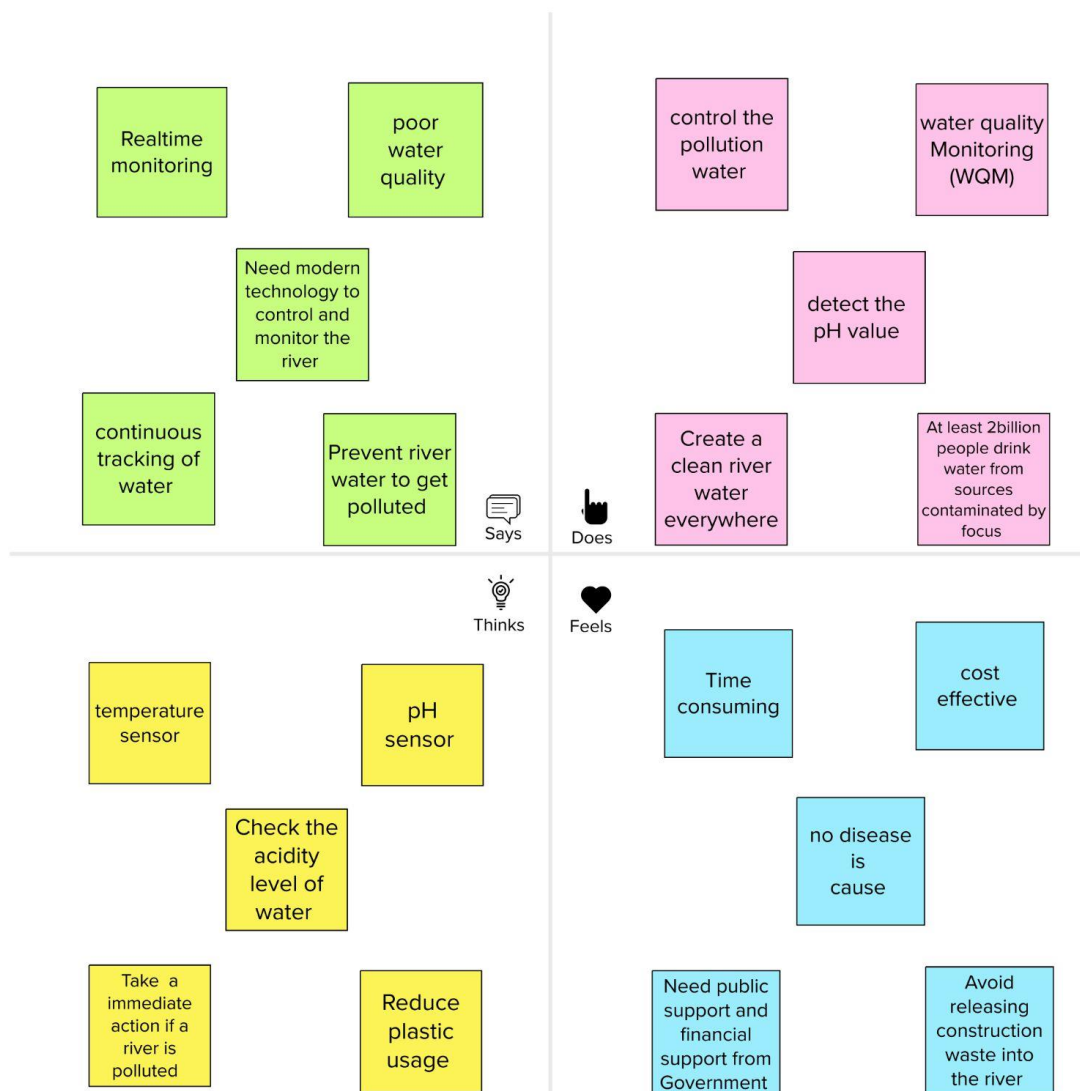 Realtime
monitoring
poor
water
quality
Need modern
technology to
control and
monitor the
river
continuous
tracking of
water
Prevent river
water to get
polluted
Says
control the
pollution
water
water quality
Monitoring
(WQM)
detect the
pH value
Create a
clean river
water
everywhere
At least 2billion
people drink
water from
sources
contaminated by
focus
Does
Thinks
temperature
sensor
pH
sensor
Check the
acidity
level of
water
Take a
immediate
action if a
river is
polluted
Reduce
plastic
usage
Feels
Time
consuming
cost
effective
no disease
is
cause
Need public
support and
financial
support from
Government
Avoid
releasing
construction
waste into
the river